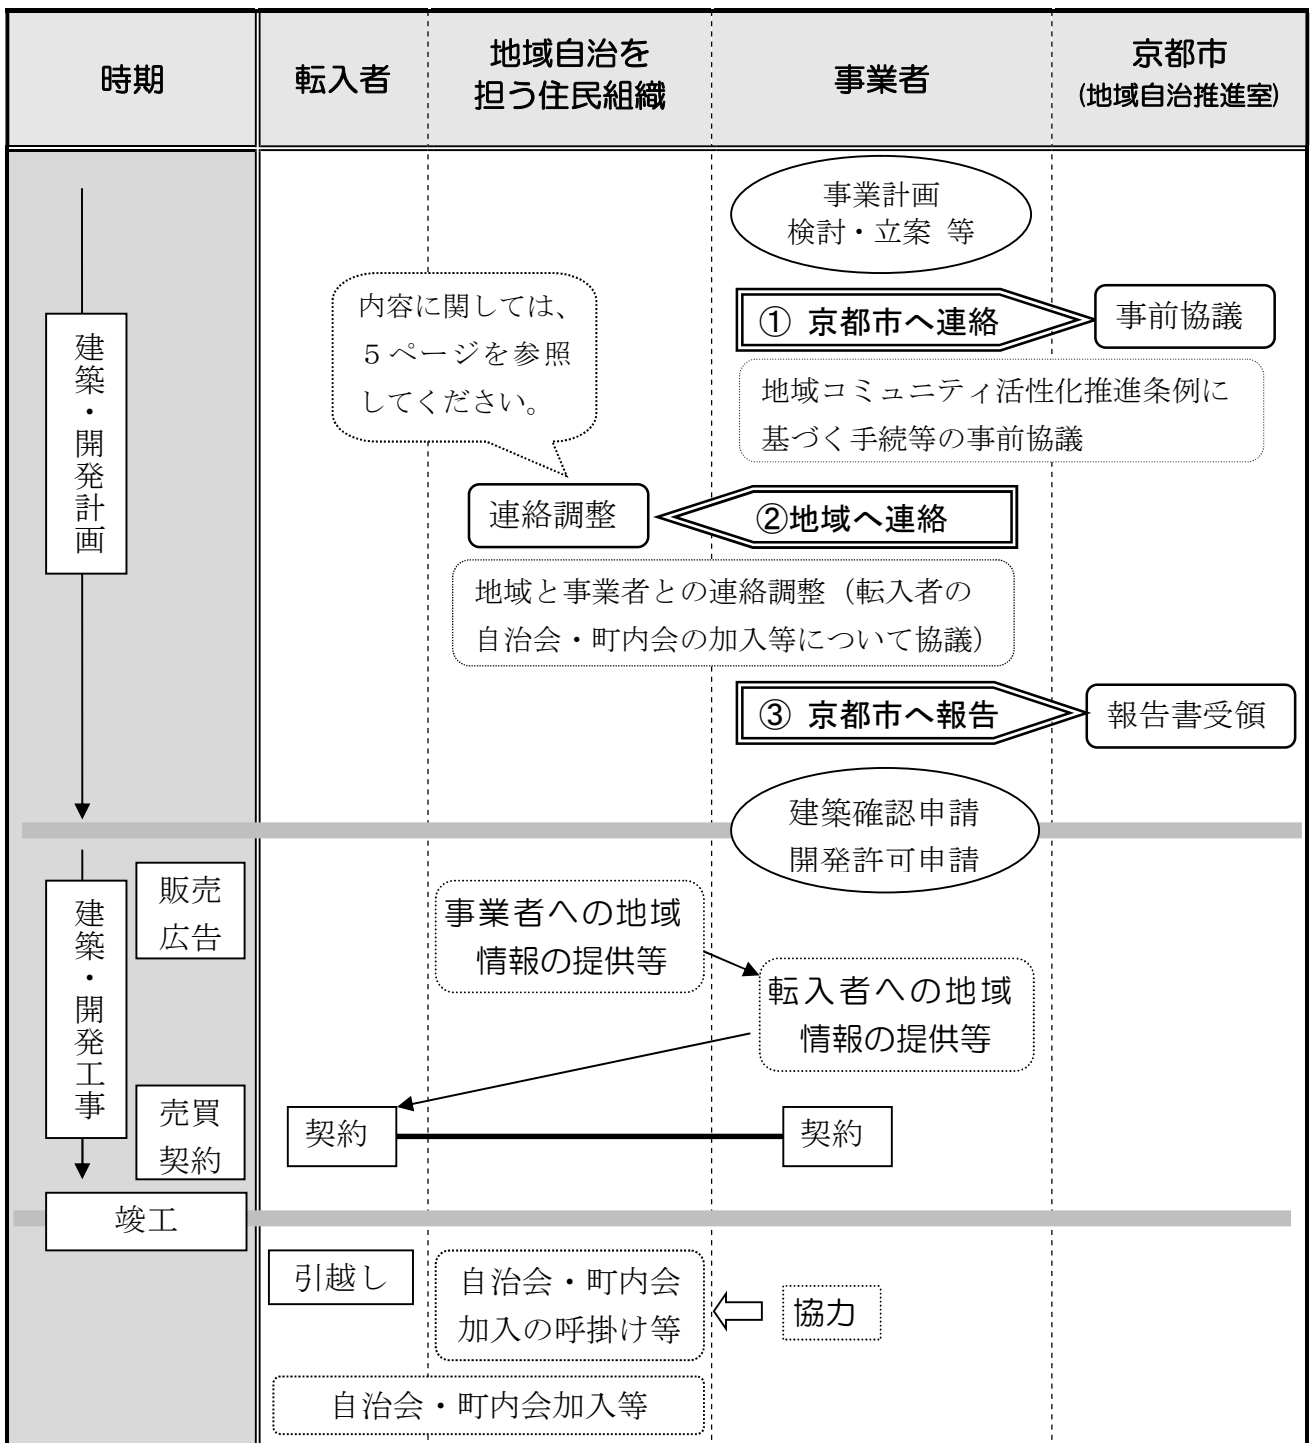 時期
転入者
地域自治を
担う住民組織
事業者
京都市
(地域自治推進室)
事業計画
検討・立案 等
内容に関しては、
５ページを参照
してください。
① 京都市へ連絡
事前協議
地域コミュニティ活性化推進条例に
基づく手続等の事前協議
建築・開発計画
連絡調整
②地域へ連絡
地域と事業者との連絡調整（転入者の
自治会・町内会の加入等について協議）
③ 京都市へ報告
報告書受領
建築確認申請
開発許可申請
建築・開発工事
販売
広告
事業者への地域
情報の提供等
転入者への地域
情報の提供等
売買
契約
契約
契約
竣工
引越し
自治会・町内会
加入の呼掛け等
協力
自治会・町内会加入等